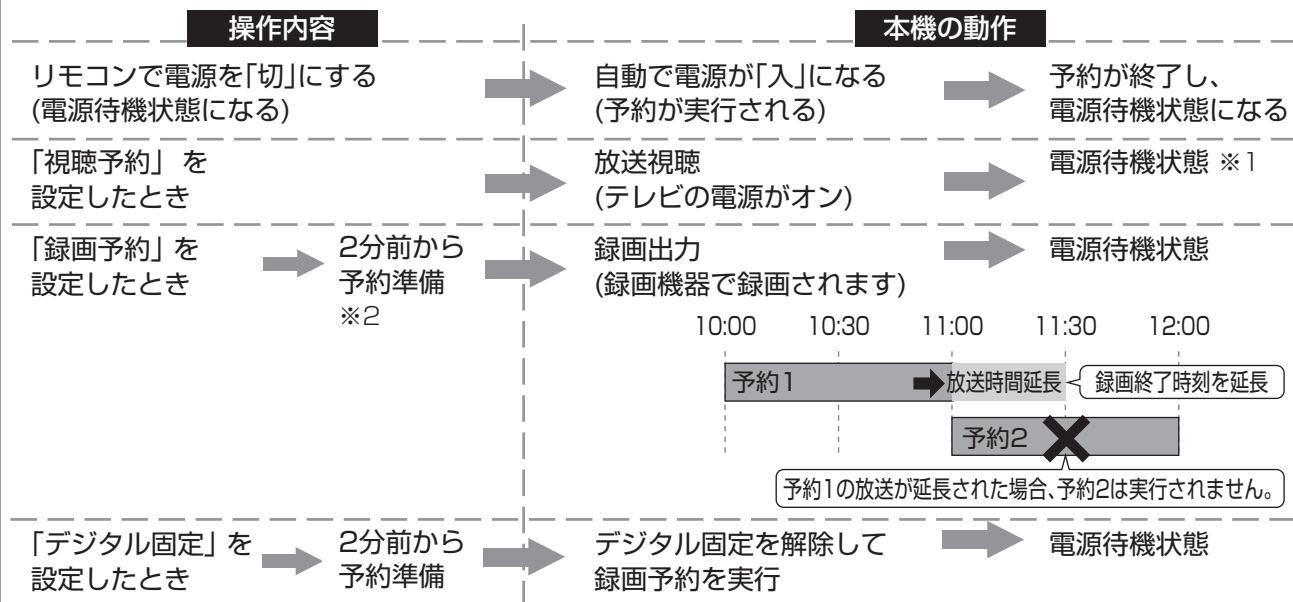 操作内容
本機の動作
リモコンで電源を｢切｣にする
(電源待機状態になる)
自動で電源が｢入｣になる
(予約が実行される)
予約が終了し、
電源待機状態になる
｢視聴予約｣ を
設定したとき
放送視聴
(テレビの電源がオン)
電源待機状態 ※1
｢録画予約｣ を
設定したとき
2分前から
予約準備
※2
録画出力
(録画機器で録画されます)
電源待機状態
10:00 10:30 11:00 11:30 12:00
予約1
放送時間延長
録画終了時刻を延長
予約2
予約1の放送が延長された場合、予約2は実行されません。
｢デジタル固定｣ を
設定したとき
2分前から
予約準備
デジタル固定を解除して
録画予約を実行
電源待機状態